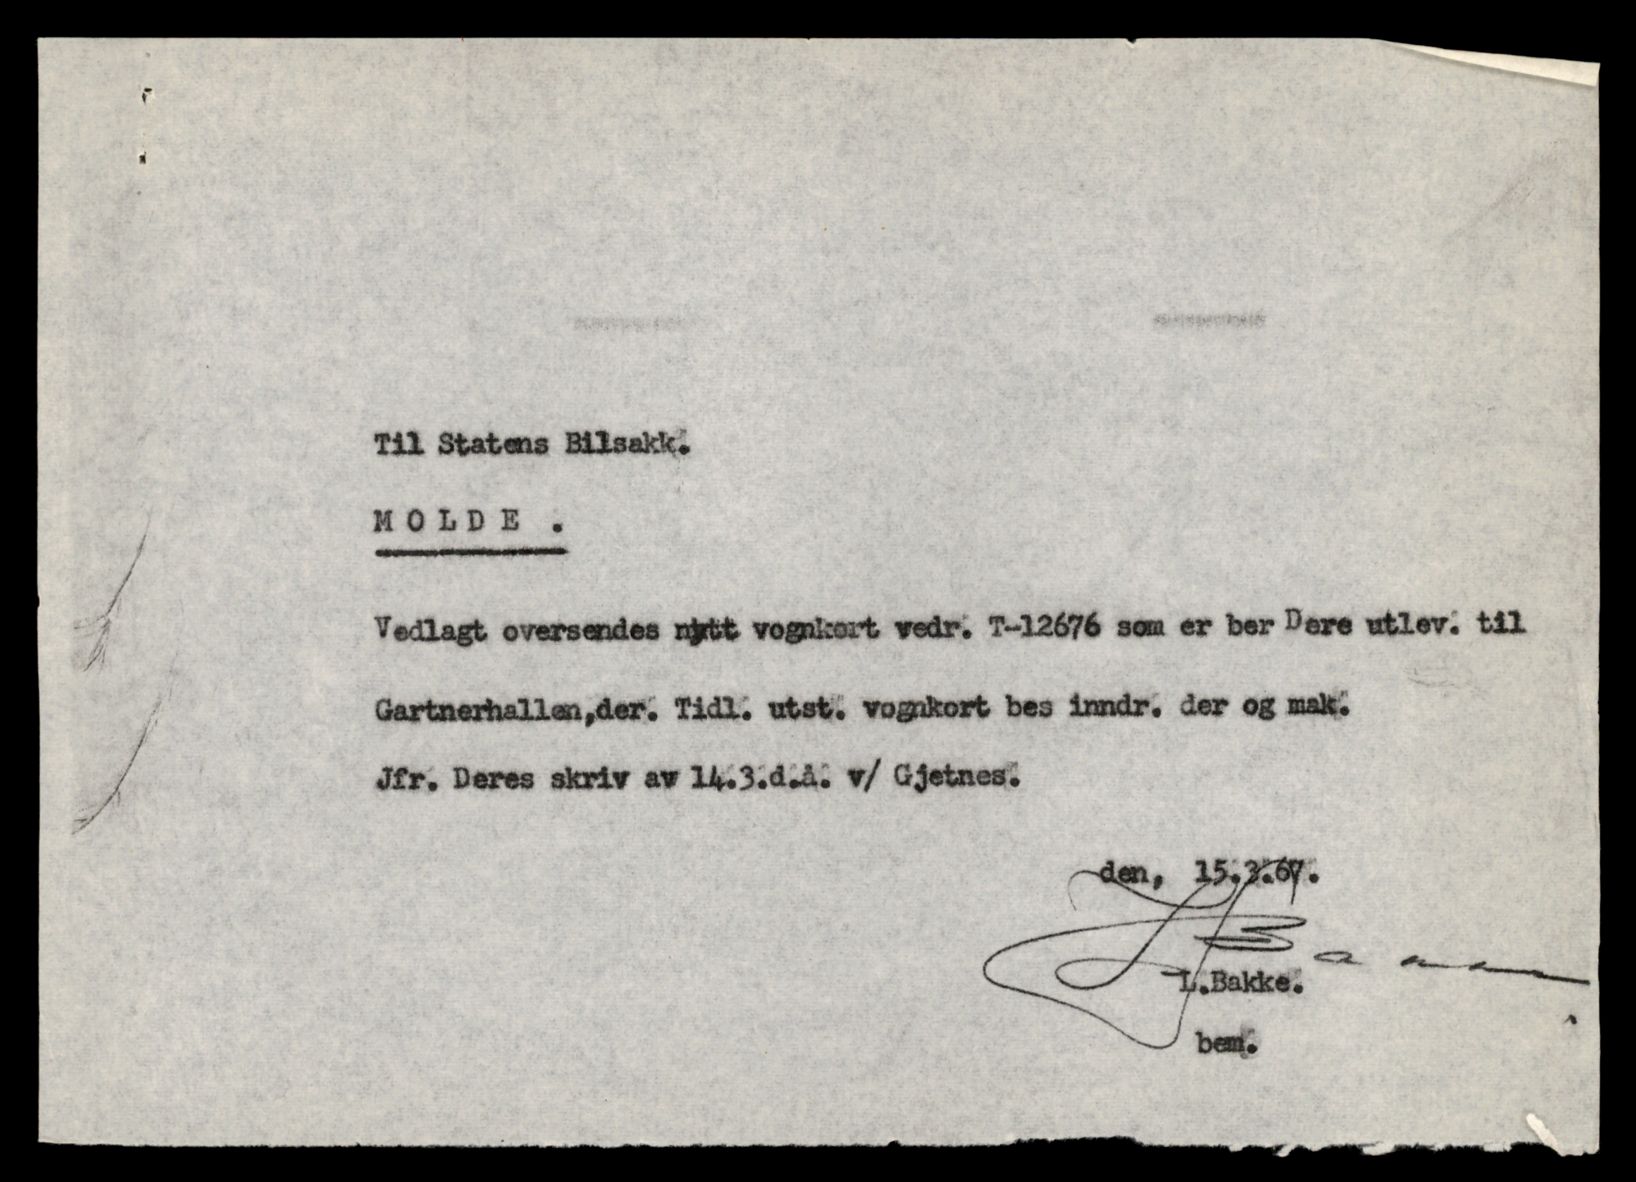 Til Statens Bilsakk.
MOLDE .
Vedlagt oversendes nytt vognkort vedr. T-12676 som er ber Dere utlev. til
Gartnerhallen,der. Tidl. utst. vognkort bes inndr. der og mak.
Jfr. Deres skriv av 14.3.d.å. v/ Gjetnes.
den, 15.3.67.
L.Bakke.
bem.